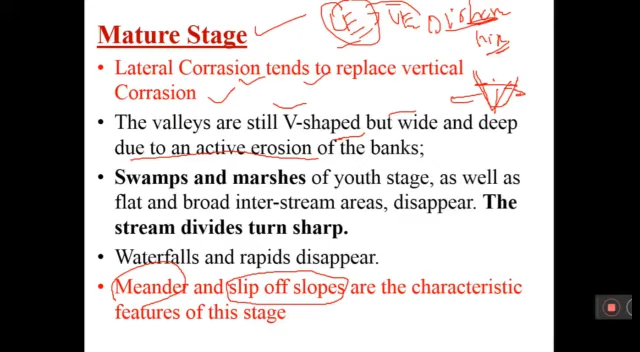 Mature Stage
LE VE
• Lateral Corrasion tends to replace vertical
Corrasion
• The valleys are still V-shaped but wide and deep
due to an active erosion of the banks;
• Swamps and marshes of youth stage, as well as
flat and broad inter-stream areas, disappear. The
stream divides turn sharp.
• Waterfalls and rapids disappear.
• Meander and slip off slopes are the characteristic
features of this stage